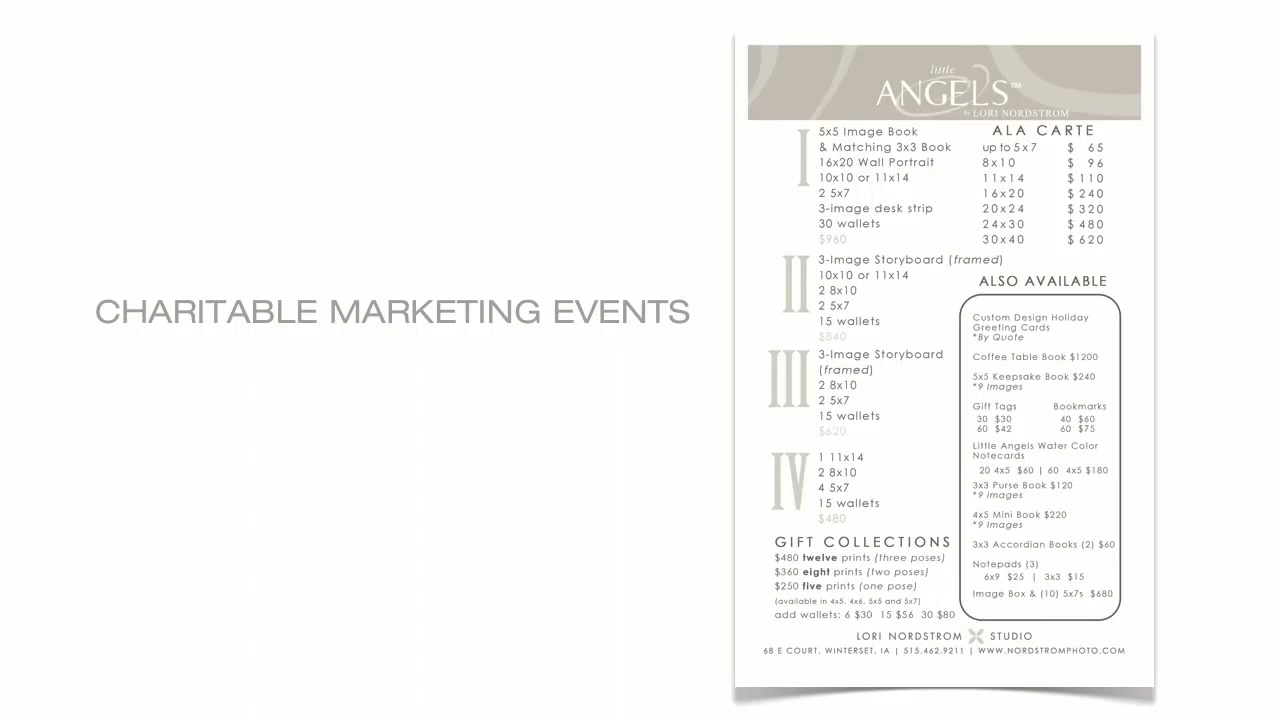 CHARITABLE MARKETING EVENTS
little
ANGELS™
by LORI NORDSTROM
I
5x5 Image Book
& Matching 3x3 Book
16x20 Wall Portrait
10x10 or 11x14
2 5x7
3-image desk strip
30 wallets
$960
II
3-Image Storyboard (framed)
10x10 or 11x14
2 8x10
2 5x7
15 wallets
$840
III
3-Image Storyboard
(framed)
2 8x10
2 5x7
15 wallets
$620
IV
1 11x14
2 8x10
4 5x7
15 wallets
$480
GIFT COLLECTIONS
$480 twelve prints (three poses)
$360 eight prints (two poses)
$250 five prints (one pose)
(available in 4x5, 4x6, 5x5 and 5x7)
add wallets: 6 $30 15 $56 30 $80
ALA CARTE
up to 5x7 $ 65
8x10 $ 96
11x14 $110
16x20 $240
20x24 $320
24x30 $480
30x40 $620
ALSO AVAILABLE
Custom Design Holiday
Greeting Cards
*By Quote
Coffee Table Book $1200
5x5 Keepsake Book $240
*9 Images
Gift Tags Bookmarks
30 $30 40 $60
60 $42 60 $75
Little Angels Water Color
Notecards
20 4x5 $60 | 60 4x5 $180
3x3 Purse Book $120
*9 Images
4x5 Mini Book $220
*9 Images
3x3 Accordian Books (2) $60
Notepads (3)
6x9 $25 | 3x3 $15
Image Box & (10) 5x7s $680
LORI NORDSTROM STUDIO
68 E COURT, WINTERSET, IA | 515.462.9211 | WWW.NORDSTROMPHOTO.COM